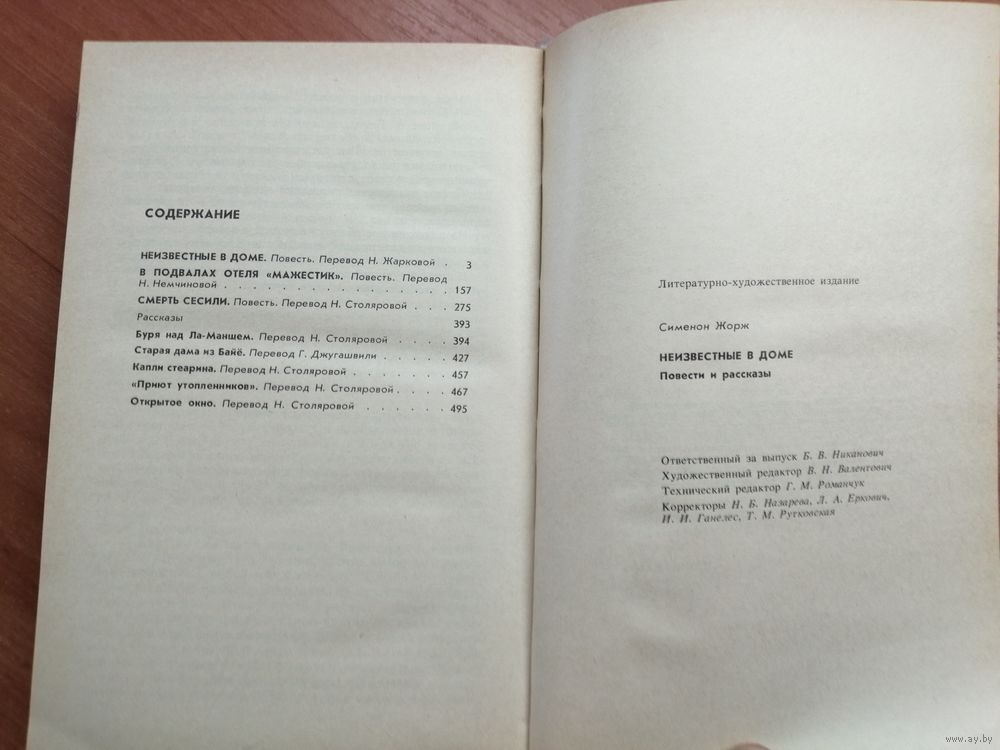 СОДЕРЖАНИЕ
НЕИЗВЕСТНЫЕ В ДОМЕ. Повесть. Перевод Н. Жарковой . 3
В ПОДВАЛАХ ОТЕЛЯ «МАЖЕСТИК». Повесть. Перевод
Н. Немчиновой . . . . . . . . . . . . . . . 157
СМЕРТЬ СЕСИЛИ. Повесть. Перевод Н. Столяровой . . . 275
Рассказы 393
Буря над Ла-Маншем. Перевод Н. Столяровой . . . . 394
Старая дама из Байё. Перевод Г. Джугашвили . . . . 427
Капли стеарина. Перевод Н. Столяровой . . . . . . 457
«Приют утопленников». Перевод Н. Столяровой . . . . 467
Открытое окно. Перевод Н. Столяровой . . . . . . 495
Литературно-художественное издание
Сименон Жорж
НЕИЗВЕСТНЫЕ В ДОМЕ
Повести и рассказы
Ответственный за выпуск Б. В. Никанович
Художественный редактор В. Н. Валентович
Технический редактор Г. М. Романчук
Корректоры Н. Б. Назарева, Л. А. Еркович,
И. И. Ганелес, Т. М. Рутковская
www.ay.by